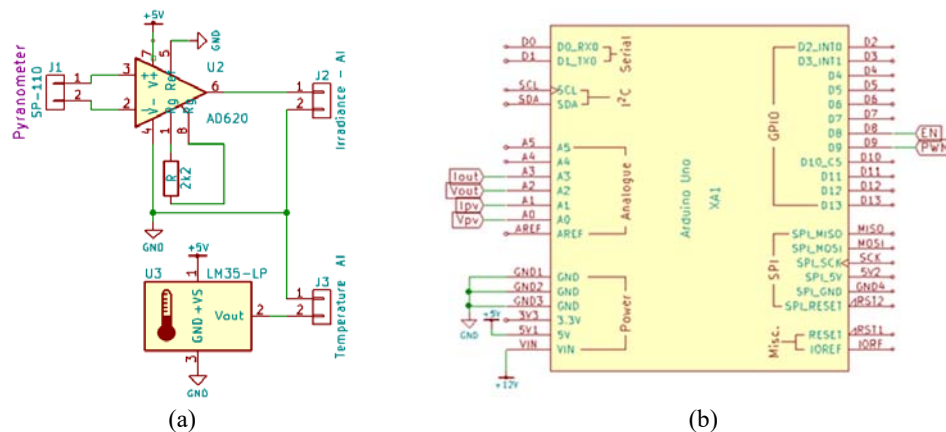 +5V
GND
7
5
U2
J1
Pyranometer
SP-110
1
2
3
2
V+
V-
Ref
Rg
Rg
6
AD620
4
1
8
R
2k2
J2
1
2
Irradiance - AI
GND
+5V
U3
LM35-LP
1
GND
+VS
Vout
2
3
GND
J3
1
2
Temperature AI
(a)
D0
D1
D0_RX0
D1_TX0
Serial
SCL
SDA
SCL
SDA
I²C
A5
A4
A3
A2
A1
A0
AREF
A5
A4
A3
A2
A1
A0
AREF
Analogue
Iout
Vout
Ipv
Vpv
GND1
GND2
GND3
3V3
5V1
VIN
GND
GND
GND
3.3V
5V
VIN
Power
GND
+5V
+12V
Arduino Uno
XA1
D2_INT0
D3_INT1
D4
D5
D6
D7
D8
D9
D10_CS
D11
D12
D13
GPIO
D2
D3
D4
D5
D6
D7
D8
D9
D10
D11
D12
D13
EN
PWN
SPI_MISO
SPI_MOSI
SPI_SCK
SPI_5V
SPI_GND
SPI_RESET
SPI
MISO
MOSI
SCK
5V2
GND4
RST2
RESET
IOREF
Misc.
RST1
IORF
(b)